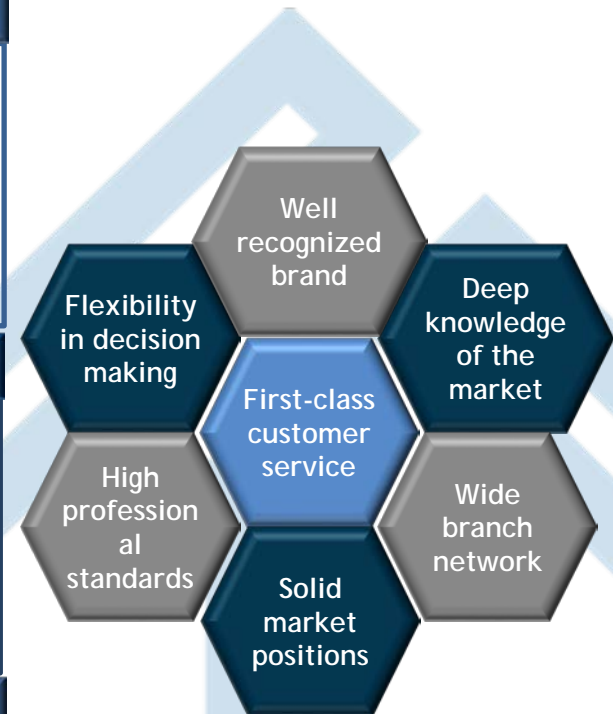 Well
recognized
brand
Flexibility
in decision
making
Deep
knowledge
of the
market
First-class
customer
service
High
profession
al
standards
Wide
branch
network
Solid
market
positions